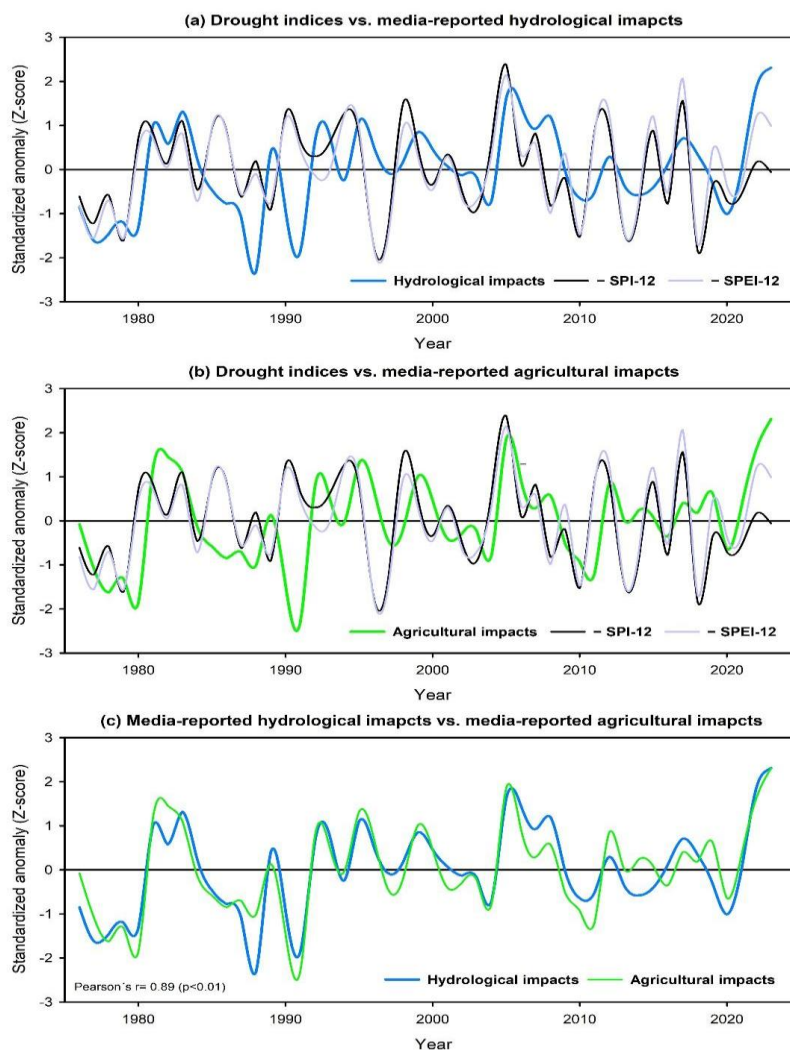 (a) Drought indices vs. media-reported hydrological imapcts
Standardized anomaly (Z-score)
3
2
1
0
-1
-2
-3
Hydrological impacts
SPI-12
SPEI-12
1980
1990
2000
2010
2020
Year
(b) Drought indices vs. media-reported agricultural imapcts
Standardized anomaly (Z-score)
3
2
1
0
-1
-2
-3
Agricultural impacts
SPI-12
SPEI-12
1980
1990
2000
2010
2020
Year
(c) Media-reported hydrological imapcts vs. media-reported agricultural imapcts
Standardized anomaly (Z-score)
3
2
1
0
-1
-2
-3
Pearson´s r= 0.89 (p<0.01)
Hydrological impacts
Agricultural impacts
1980
1990
2000
2010
2020
Year